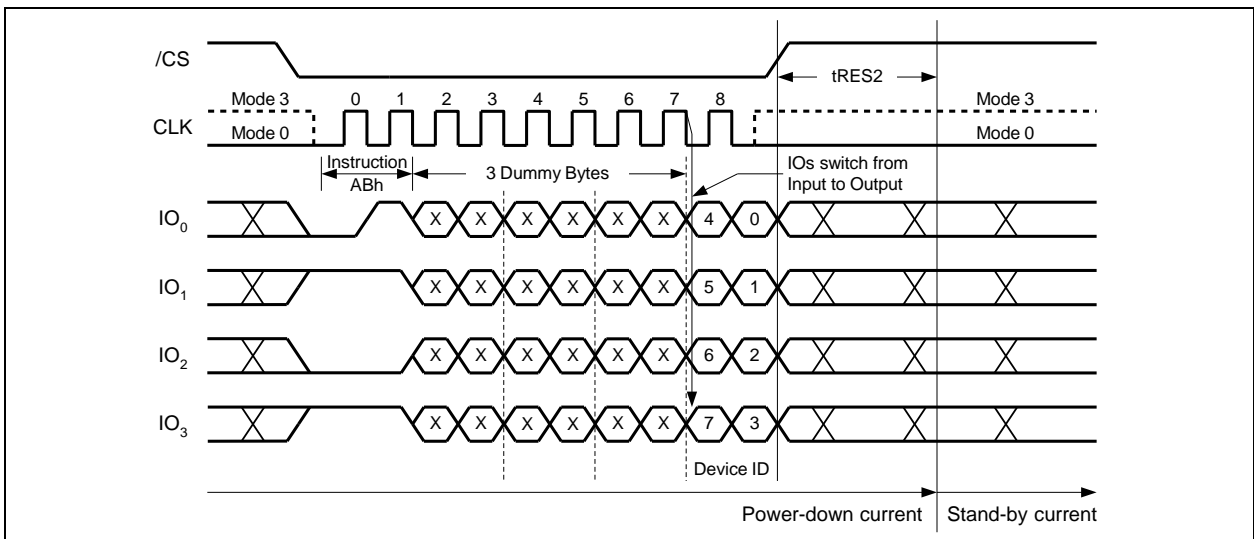 /CS
tRES2
Mode 3 0 1 2 3 4 5 6 7 8 Mode 3
CLK
Mode 0 Mode 0
Instruction
ABh
3 Dummy Bytes
IOs switch from
Input to Output
IO0 X X X X X X 4 0
IO1 X X X X X X 5 1
IO2 X X X X X X 6 2
IO3 X X X X X X 7 3
Device ID
Power-down current Stand-by current